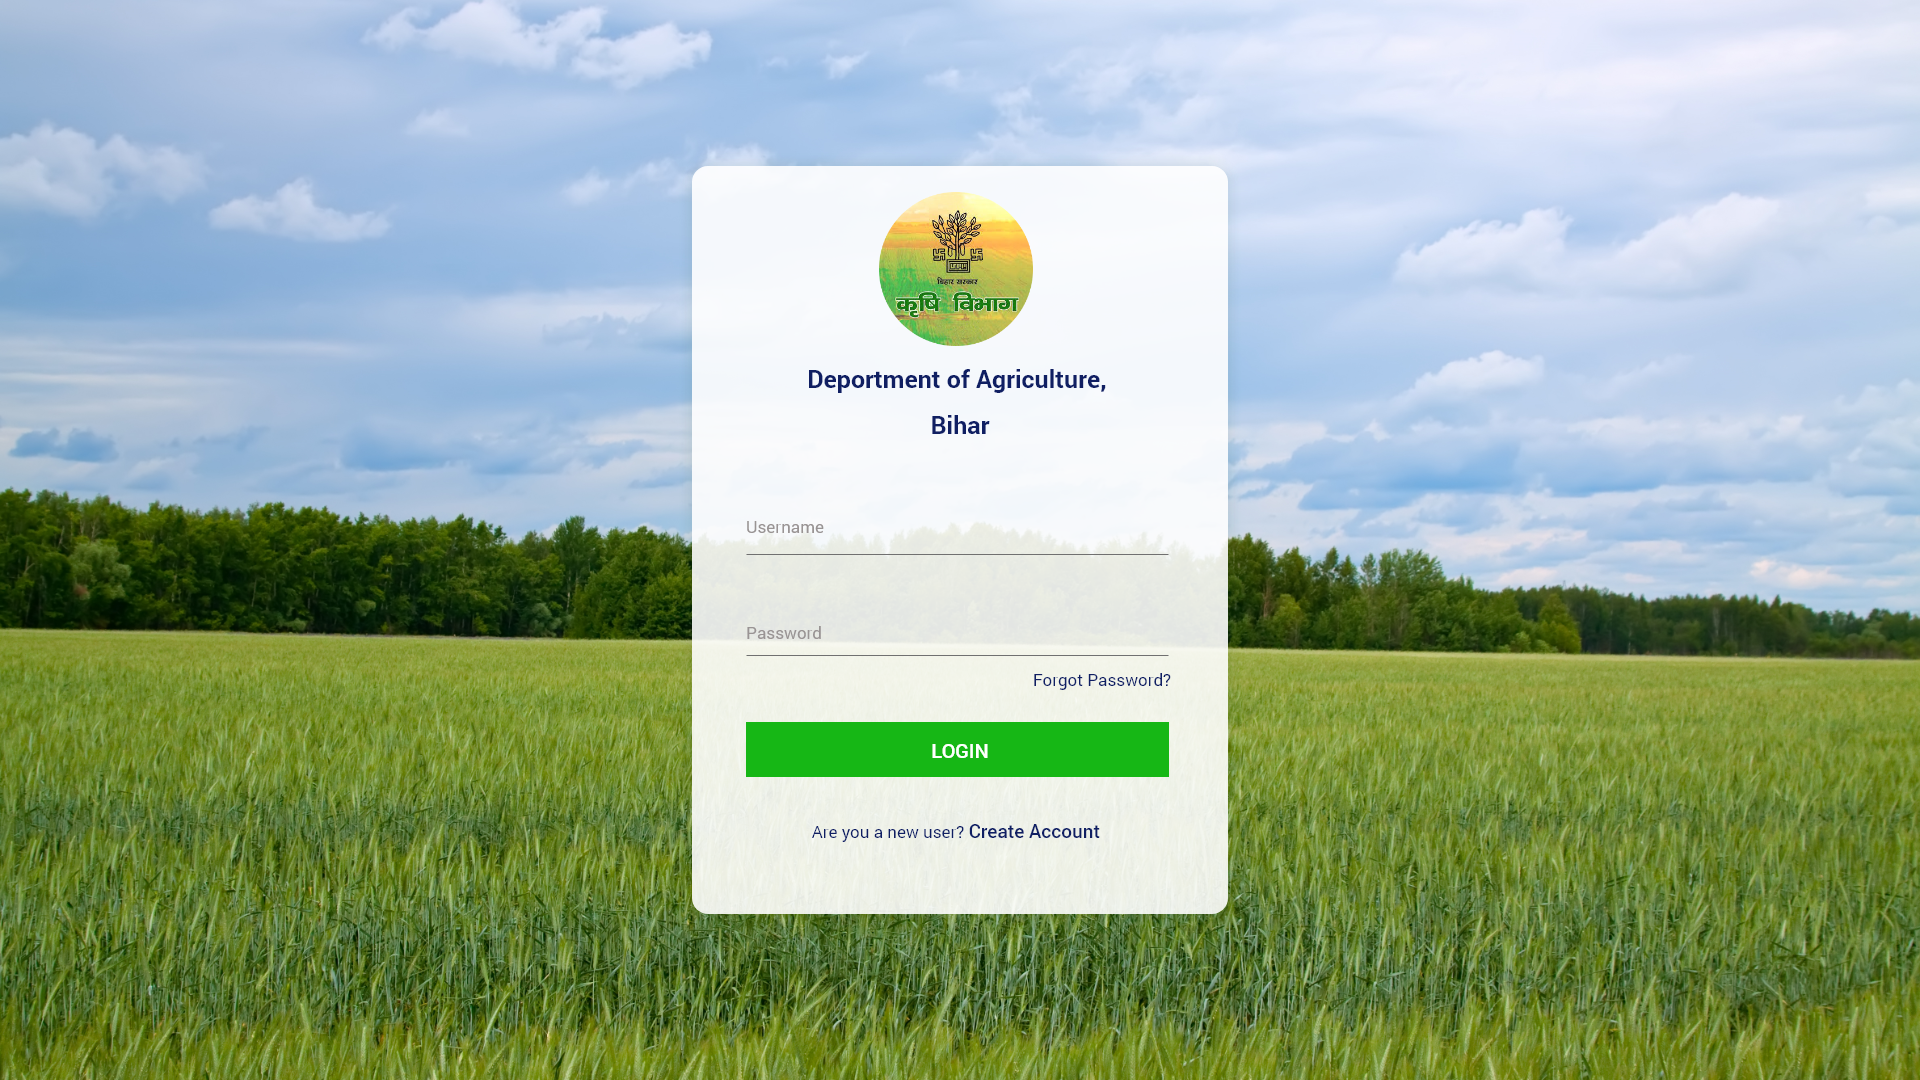 बिहार सरकार
कृषि विभाग
Deportment of Agriculture,
Bihar
Username
Password
Forgot Password?
LOGIN
Are you a new user? Create Account